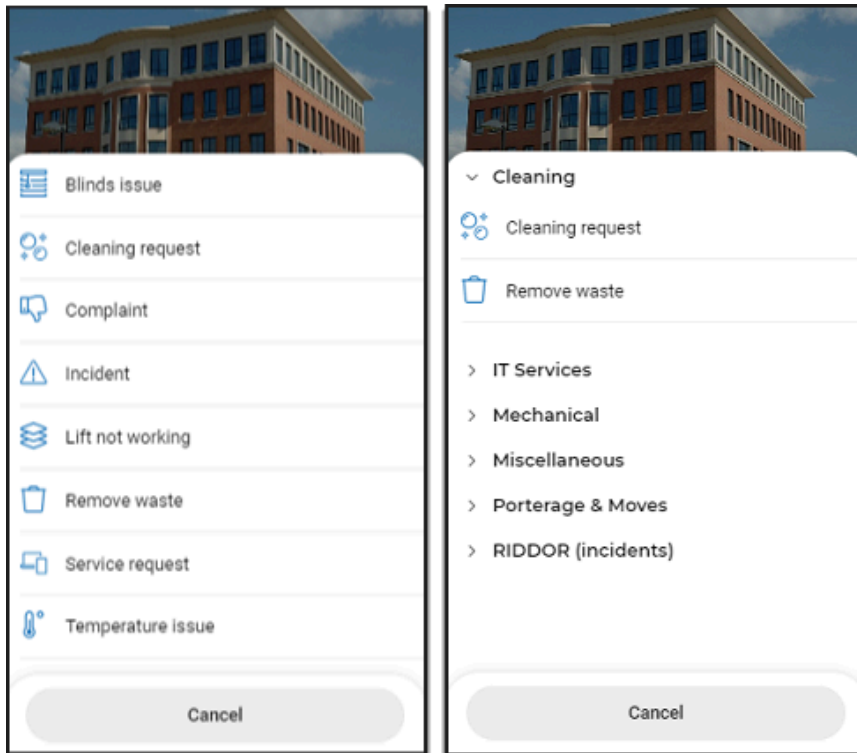 Blinds issue
Cleaning request
Complaint
Incident
Lift not working
Remove waste
Service request
Temperature issue
Cancel
Cleaning
Cleaning request
Remove waste
IT Services
Mechanical
Miscellaneous
Porterage & Moves
RIDDOR (incidents)
Cancel